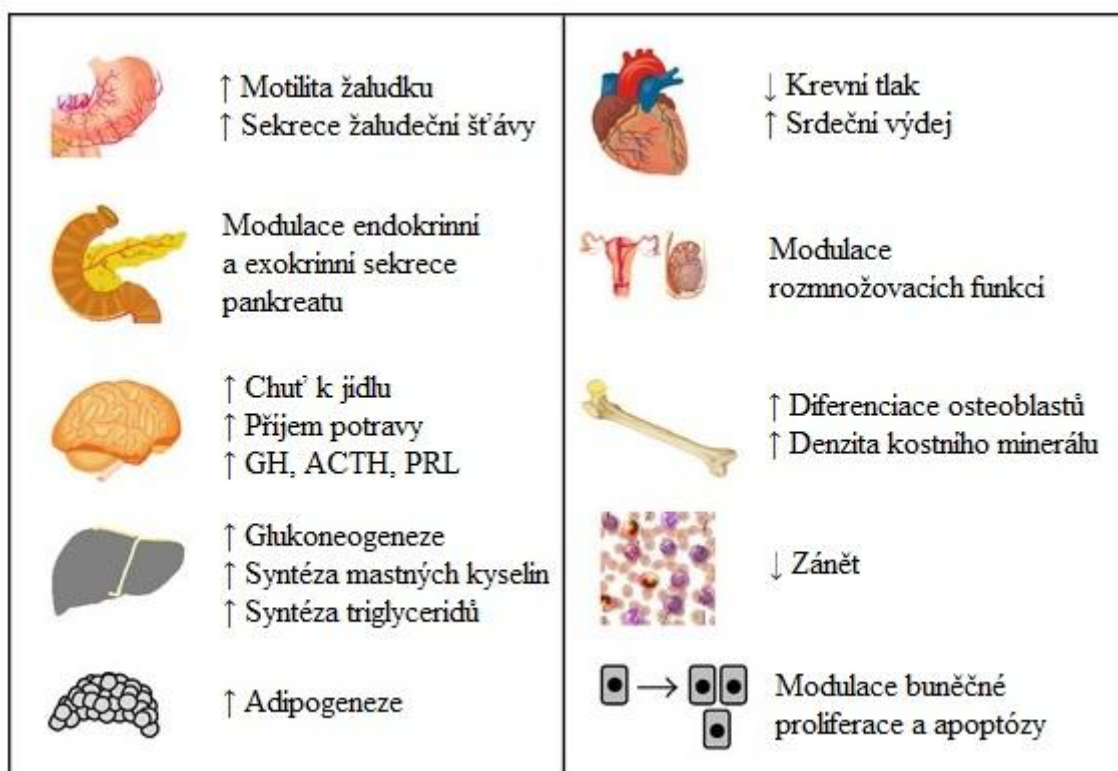 ↑ Motilita žaludku
↑ Sekrece žaludeční šťávy
Modulace endokrinní
a exokrinní sekrece
pankreatu
↑ Chuť k jídlu
↑ Příjem potravy
↑ GH, ACTH, PRL
↑ Glukoneogeneze
↑ Syntéza mastných kyselin
↑ Syntéza triglyceridů
↑ Adipogeneze
↓ Krevní tlak
↑ Srdeční výdej
Modulace
rozmnožovacích funkcí
↑ Diferenciace osteoblastů
↑ Denzita kostního minerálu
↓ Zánět
Modulace buněčné
proliferace a apoptózy